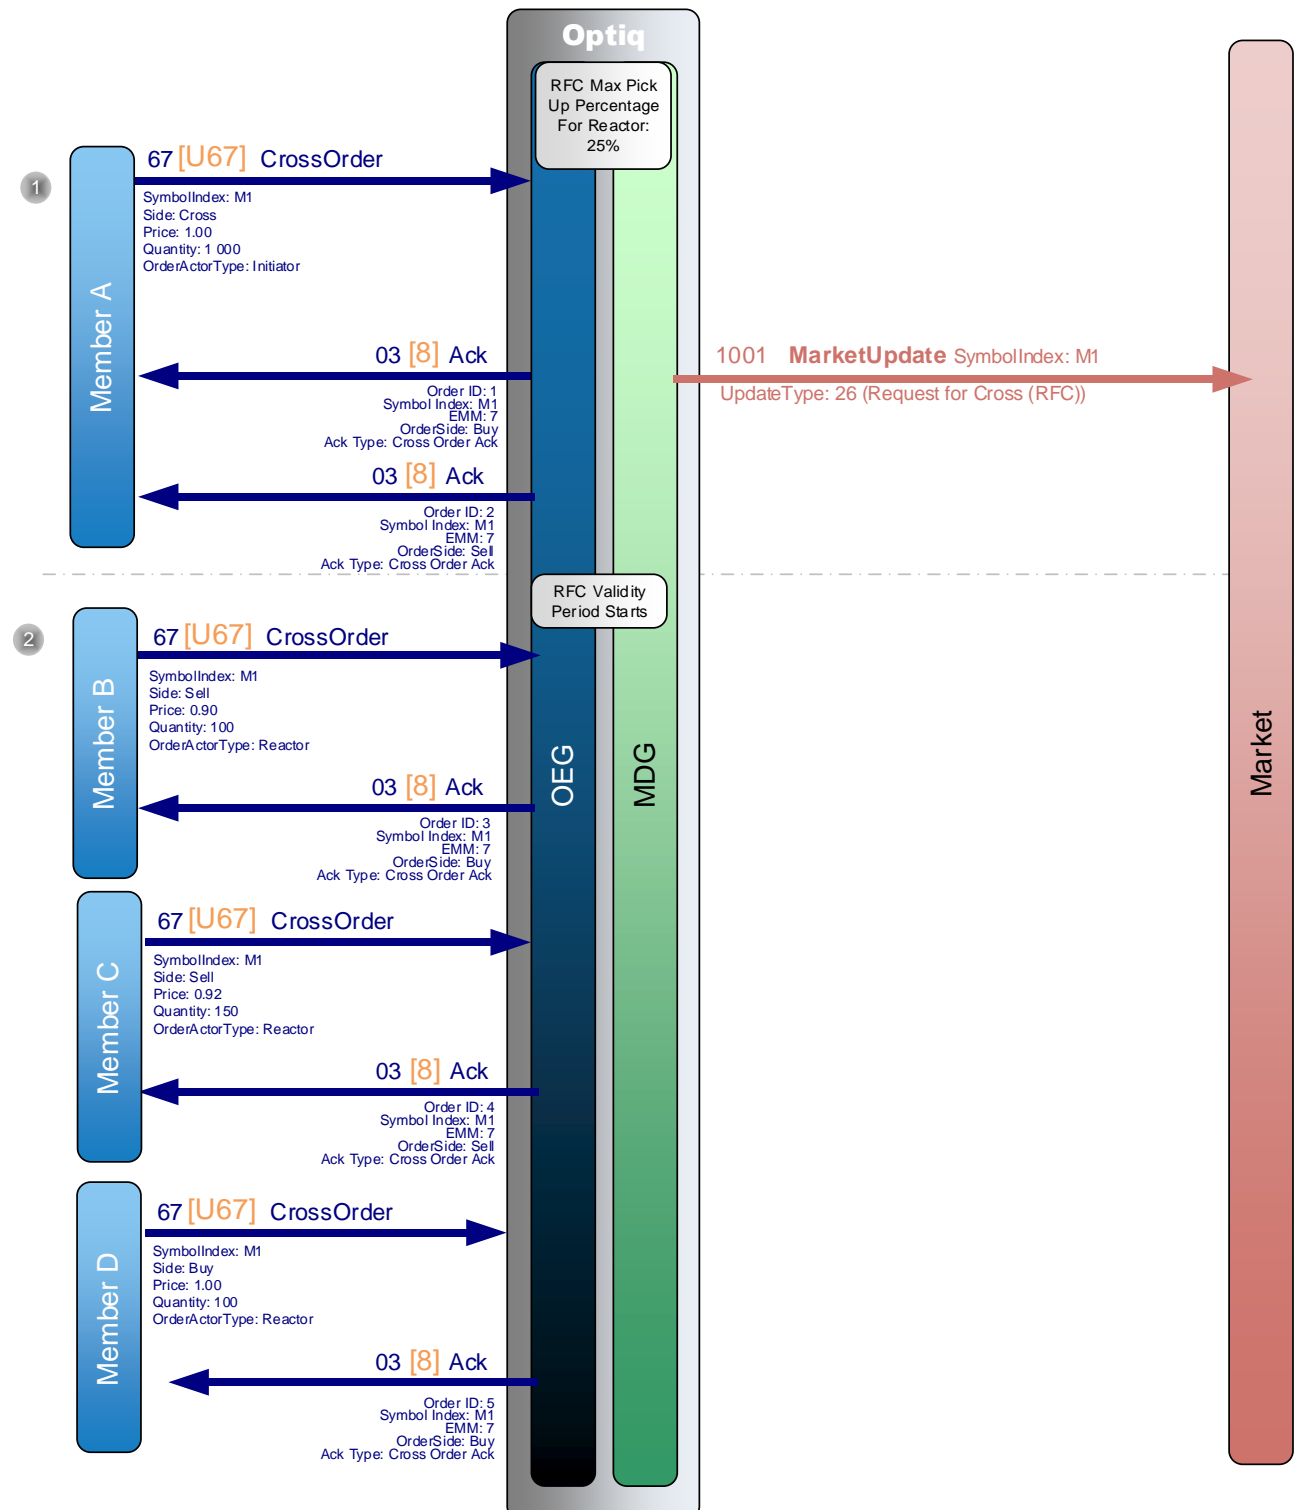 Optiq
RFC Max Pick
Up Percentage
For Reactor:
25%
1
Member A
67 [U67] CrossOrder
SymbolIndex: M1
Side: Cross
Price: 1.00
Quantity: 1 000
OrderActorType: Initiator
03 [8] Ack
Order ID: 1
Symbol Index: M1
EMM: 7
OrderSide: Buy
Ack Type: Cross Order Ack
1001 MarketUpdate SymbolIndex: M1
UpdateType: 26 (Request for Cross (RFC))
03 [8] Ack
Order ID: 2
Symbol Index: M1
EMM: 7
OrderSide: Sell
Ack Type: Cross Order Ack
RFC Validity
Period Starts
2
Member B
67 [U67] CrossOrder
SymbolIndex: M1
Side: Sell
Price: 0.90
Quantity: 100
OrderActorType: Reactor
03 [8] Ack
Order ID: 3
Symbol Index: M1
EMM: 7
OrderSide: Buy
Ack Type: Cross Order Ack
OEG
MDG
Market
Member C
67 [U67] CrossOrder
SymbolIndex: M1
Side: Sell
Price: 0.92
Quantity: 150
OrderActorType: Reactor
03 [8] Ack
Order ID: 4
Symbol Index: M1
EMM: 7
OrderSide: Sell
Ack Type: Cross Order Ack
Member D
67 [U67] CrossOrder
SymbolIndex: M1
Side: Buy
Price: 1.00
Quantity: 100
OrderActorType: Reactor
03 [8] Ack
Order ID: 5
Symbol Index: M1
EMM: 7
OrderSide: Buy
Ack Type: Cross Order Ack